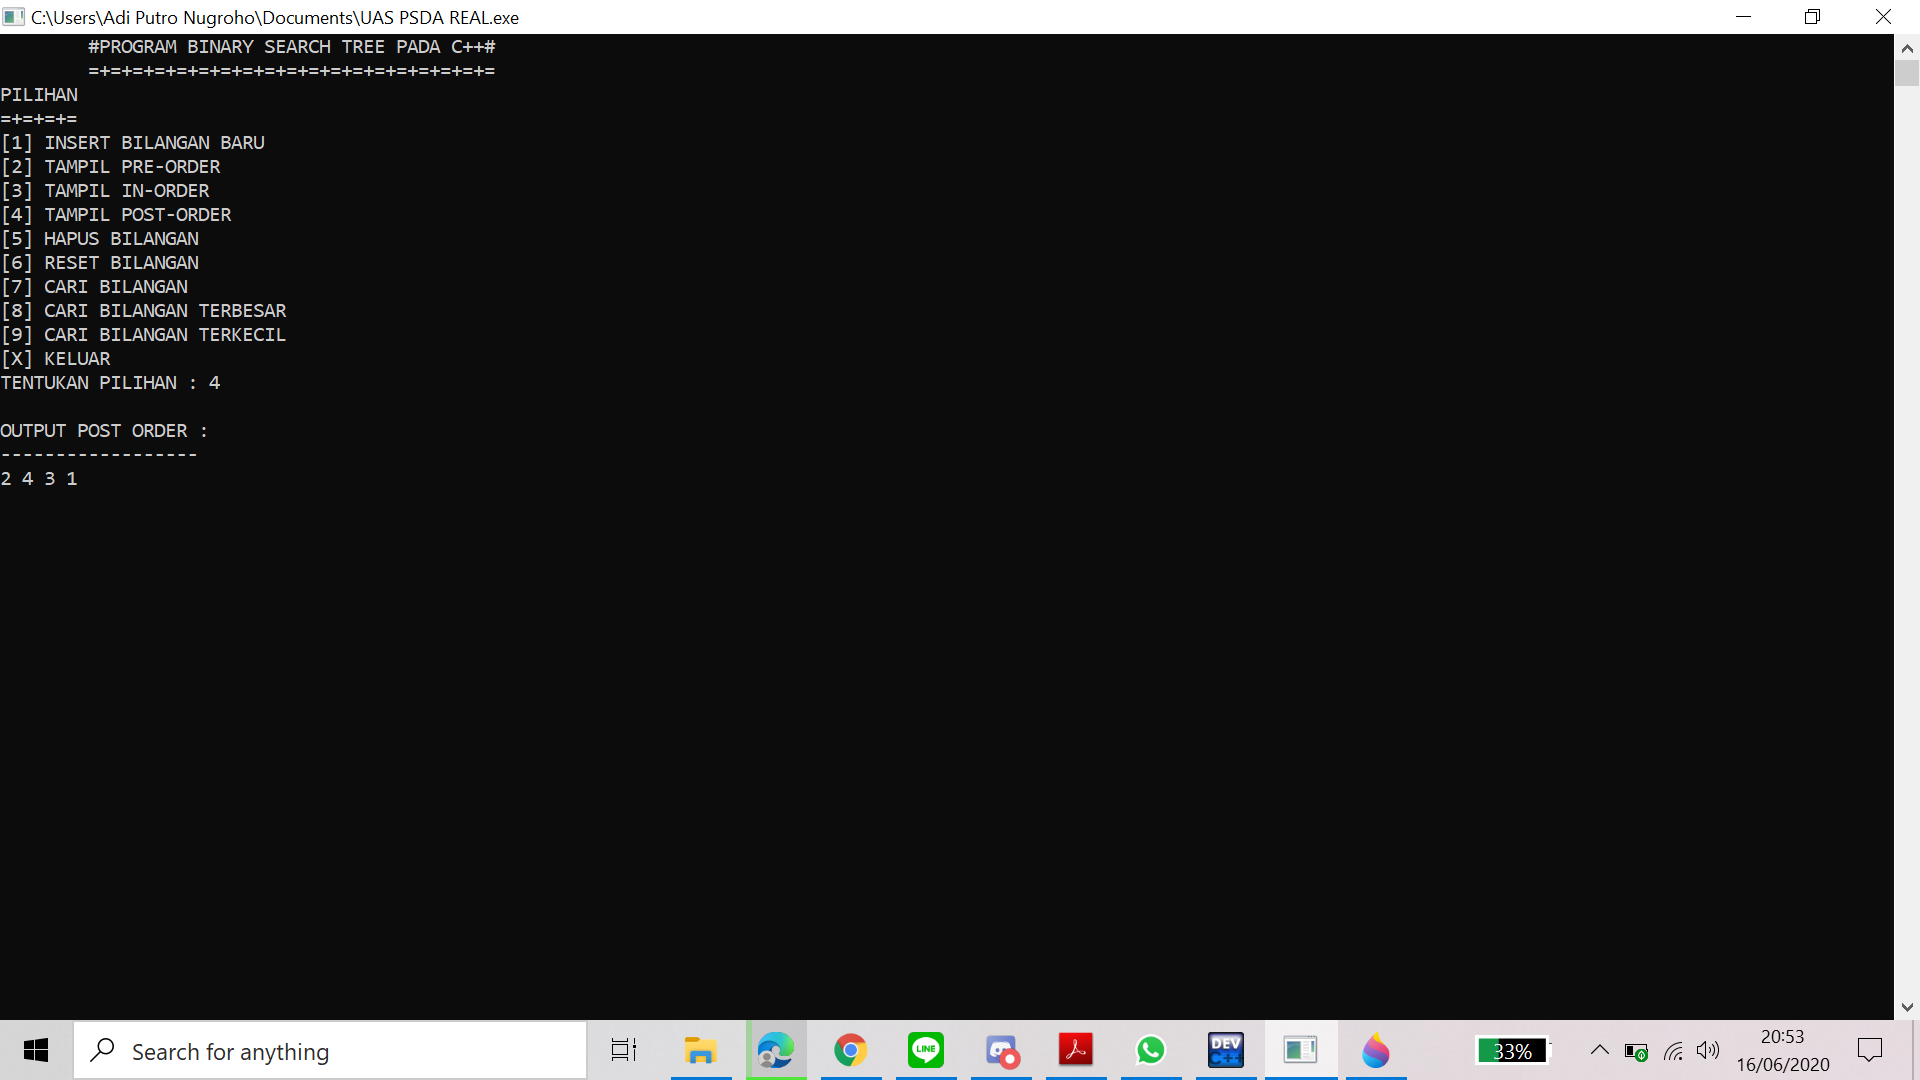 C:\Users\Adi Putro Nugroho\Documents\UAS PSDA REAL.exe
#PROGRAM BINARY SEARCH TREE PADA C++#
=+=+=+=+=+=+=+=+=+=+=+=+=+=+=+=+=+=+=
PILIHAN
=+=+=+=
[1] INSERT BILANGAN BARU
[2] TAMPIL PRE-ORDER
[3] TAMPIL IN-ORDER
[4] TAMPIL POST-ORDER
[5] HAPUS BILANGAN
[6] RESET BILANGAN
[7] CARI BILANGAN
[8] CARI BILANGAN TERBESAR
[9] CARI BILANGAN TERKECIL
[X] KELUAR
TENTUKAN PILIHAN : 4
OUTPUT POST ORDER :
------------------
2 4 3 1
Search for anything
LINE
DEV
C++
33%
20:53
16/06/2020